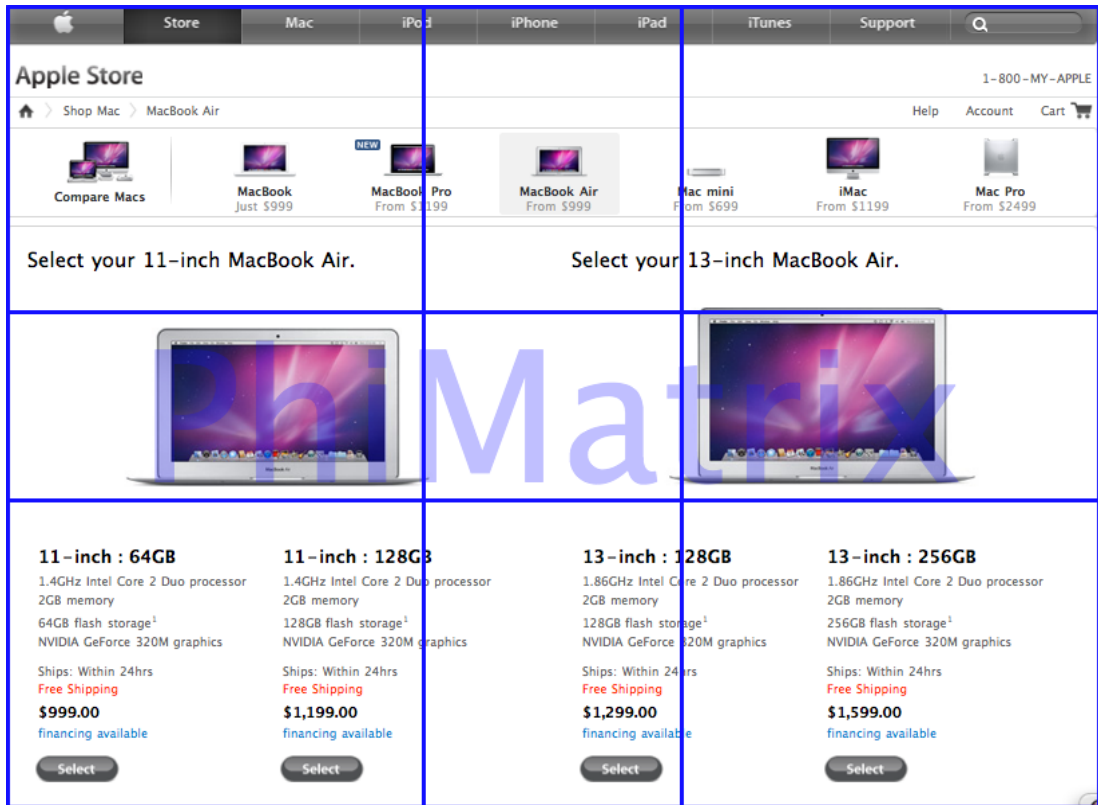 Store Mac iPod iPhone iPad iTunes Support
Apple Store
1-800-MY-APPLE
Shop Mac MacBook Air Help Account Cart
NEW
Compare Macs MacBook MacBook Pro MacBook Air Mac mini iMac Mac Pro
Just $999 From $1199 From $999 From $699 From $1199 From $2499
Select your 11-inch MacBook Air. Select your 13-inch MacBook Air.
PhiMatrix
MacBook Air MacBook Air
11-inch : 64GB
1.4GHz Intel Core 2 Duo processor
2GB memory
64GB flash storage1
NVIDIA GeForce 320M graphics
Ships: Within 24hrs
Free Shipping
$999.00
financing available
Select
11-inch : 128GB
1.4GHz Intel Core 2 Duo processor
2GB memory
128GB flash storage1
NVIDIA GeForce 320M graphics
Ships: Within 24hrs
Free Shipping
$1,199.00
financing available
Select
13-inch : 128GB
1.86GHz Intel Core 2 Duo processor
2GB memory
128GB flash storage1
NVIDIA GeForce 320M graphics
Ships: Within 24hrs
Free Shipping
$1,299.00
financing available
Select
13-inch : 256GB
1.86GHz Intel Core 2 Duo processor
2GB memory
256GB flash storage1
NVIDIA GeForce 320M graphics
Ships: Within 24hrs
Free Shipping
$1,599.00
financing available
Select